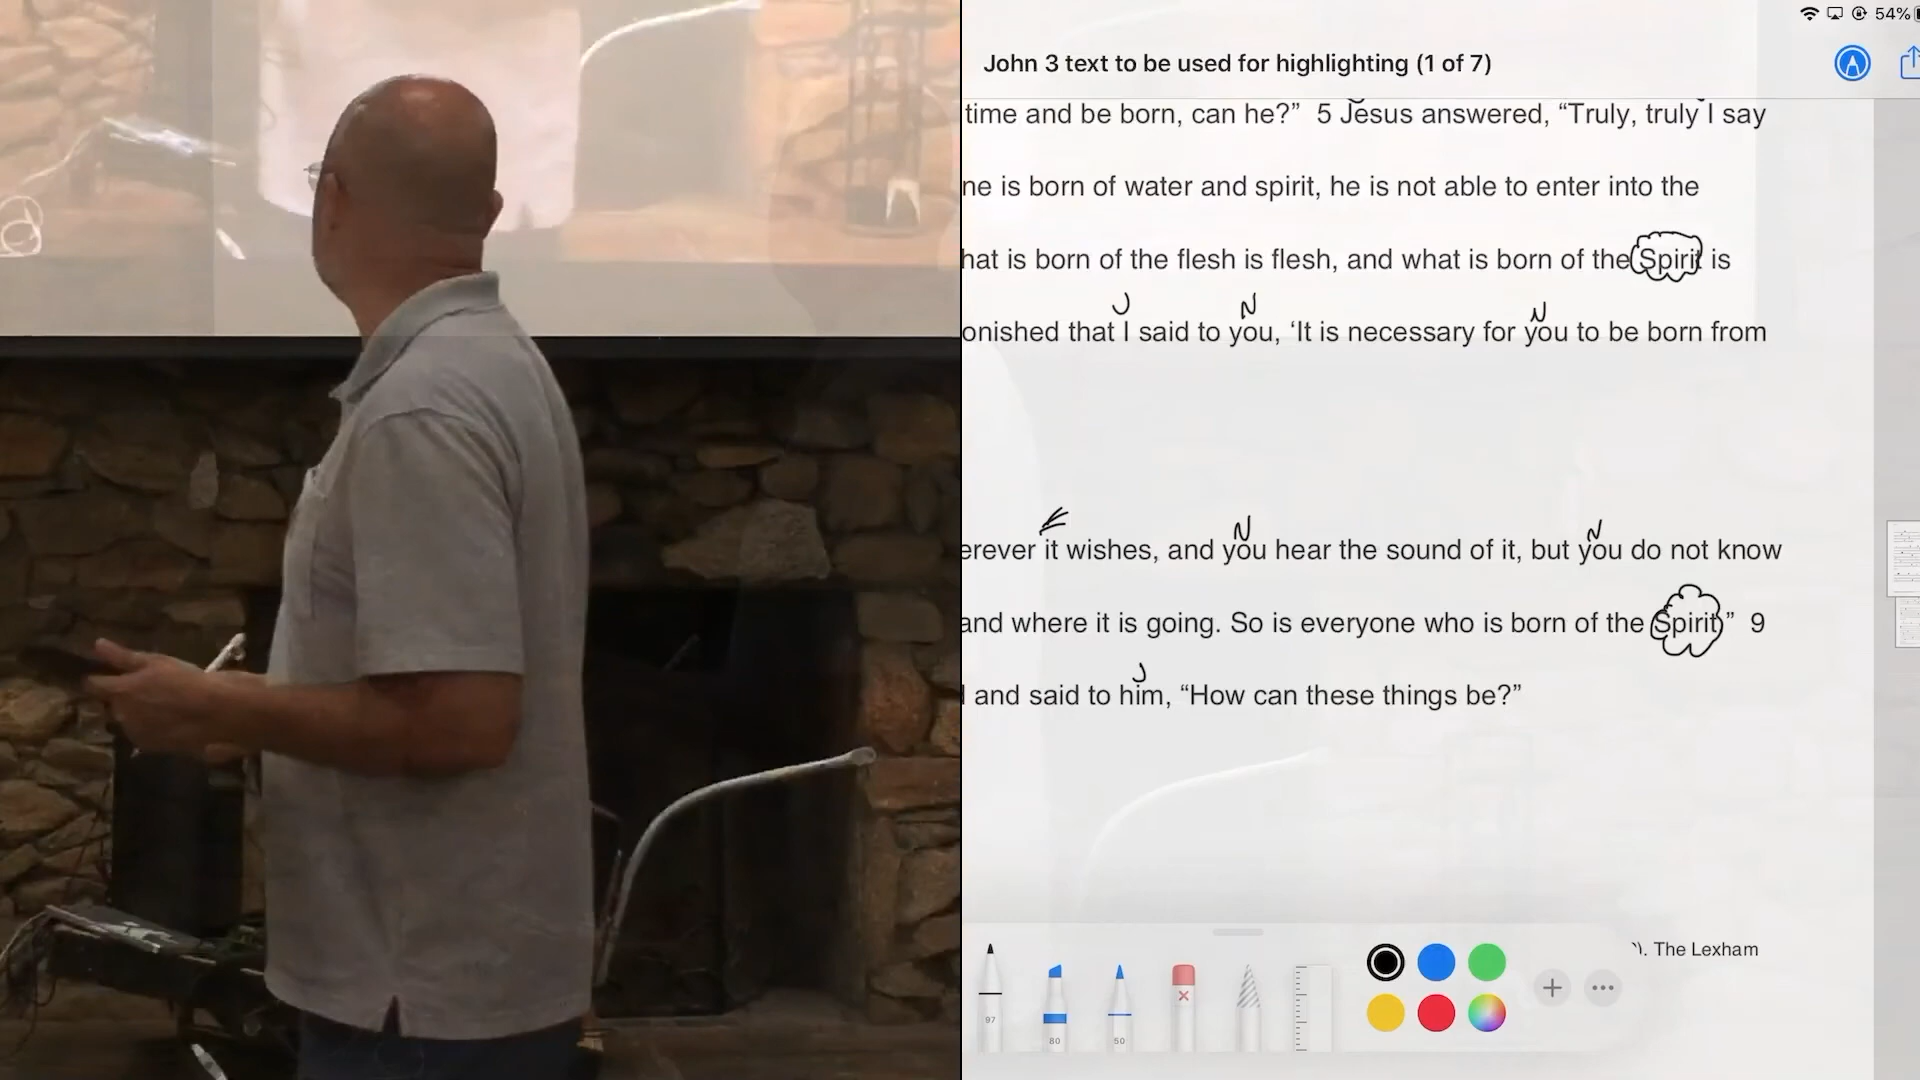 54%
John 3 text to be used for highlighting (1 of 7)
time and be born, can he?” 5 Jesus answered, “Truly, truly I say
ne is born of water and spirit, he is not able to enter into the
hat is born of the flesh is flesh, and what is born of the Spirit is
J N N
onished that I said to you, ‘It is necessary for you to be born from
N N
erever it wishes, and you hear the sound of it, but you do not know
and where it is going. So is everyone who is born of the Spirit.” 9
J
and said to him, “How can these things be?”
). The Lexham
97
80
50